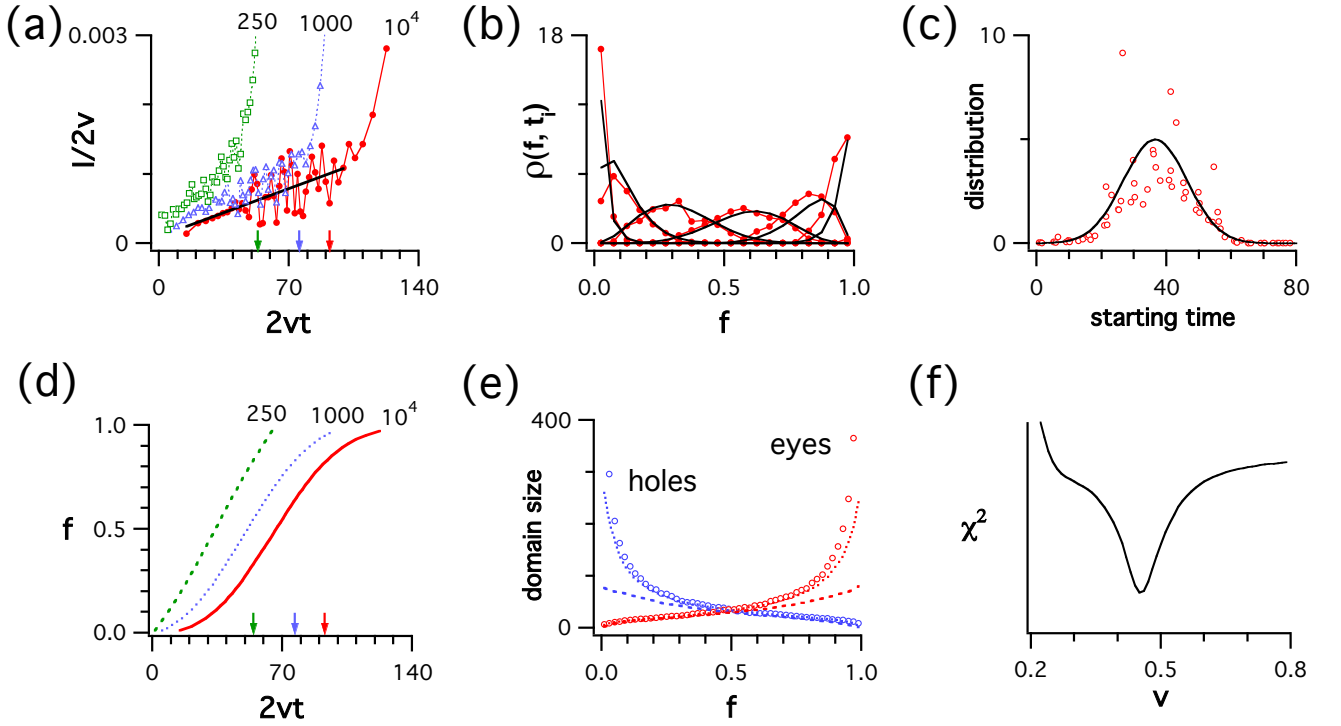 (a)
250
1000
10⁴
0.003
I/2v
0
0
70
140
2vt
(b)
18
ρ(f, tᵢ)
0
0.0
0.5
1.0
f
(c)
10
distribution
0
0
40
80
starting time
(d)
250
1000
10⁴
1.0
f
0.5
0.0
0
70
140
2vt
(e)
400
eyes
holes
domain size
0
0.0
0.5
1.0
f
(f)
χ²
0.2
0.5
0.8
v